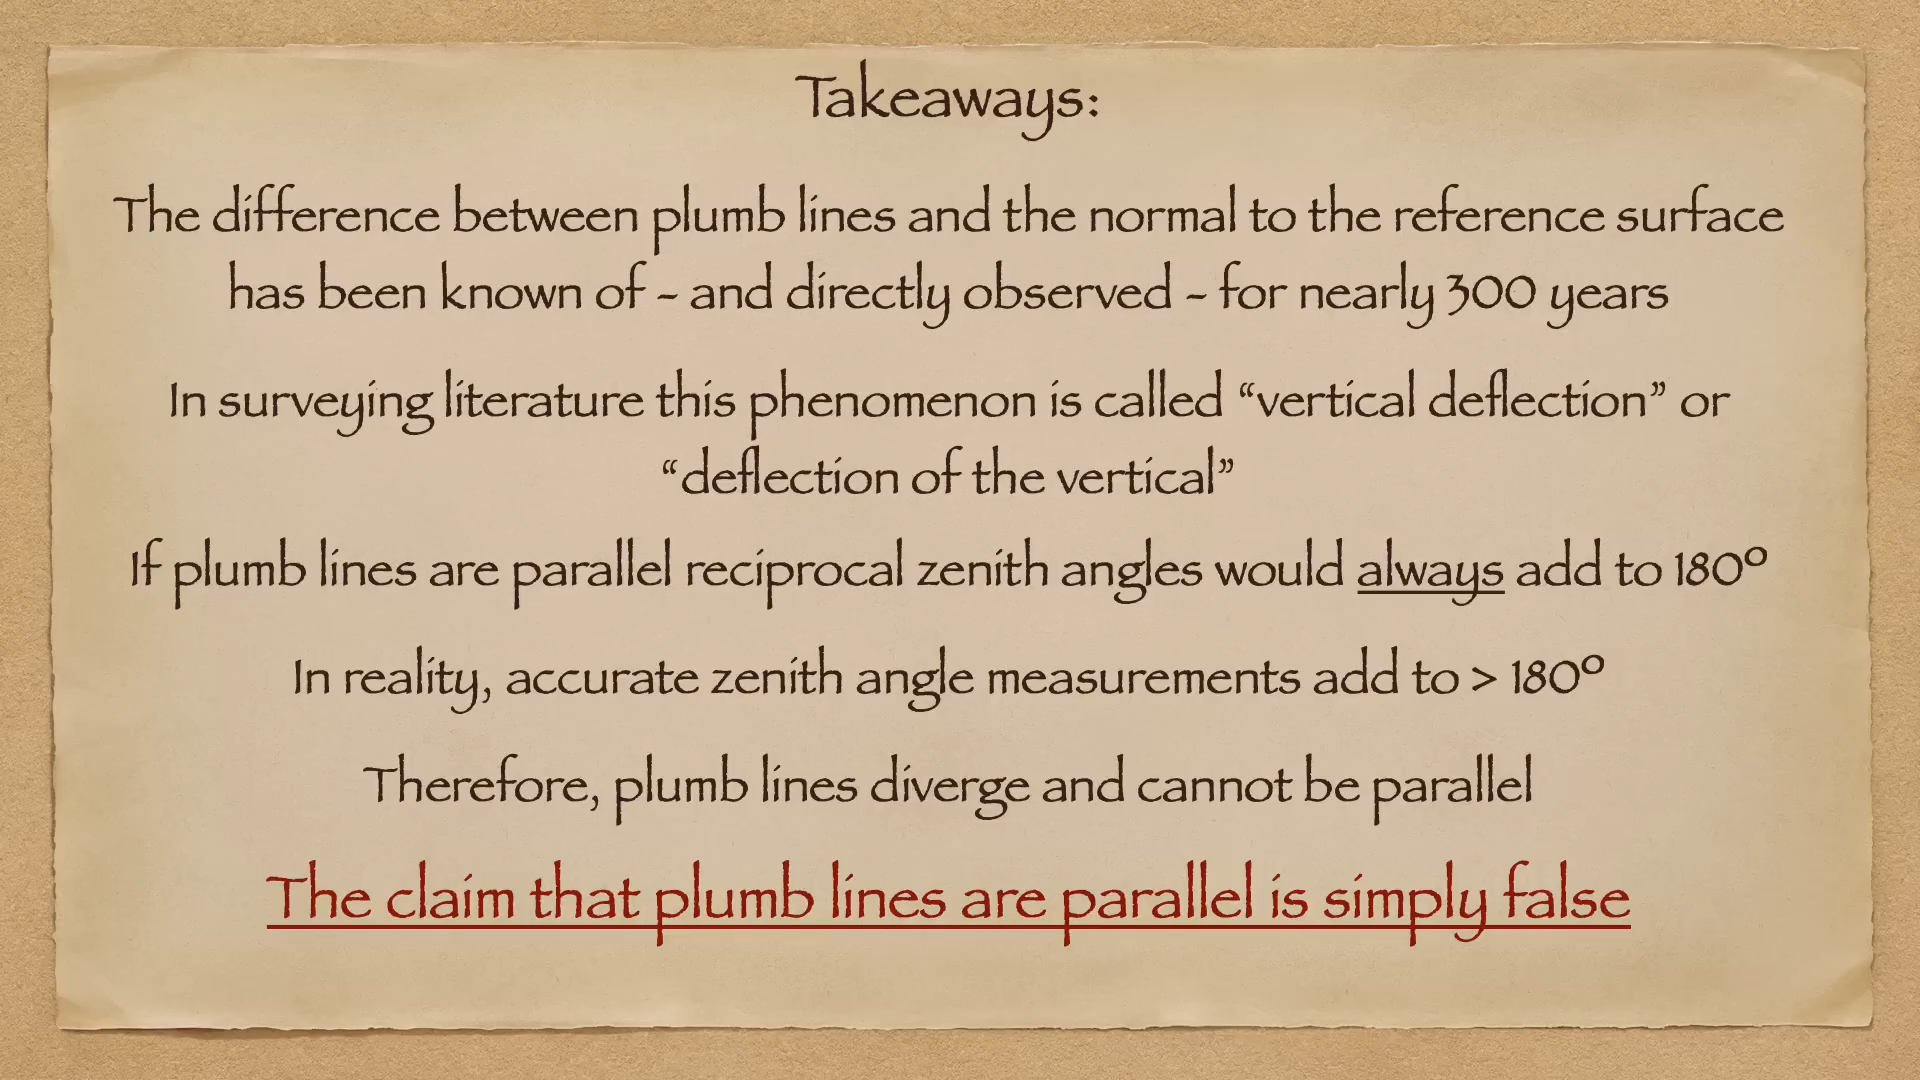 Takeaways:
The difference between plumb lines and the normal to the reference surface
has been known of - and directly observed - for nearly 300 years
In surveying literature this phenomenon is called “vertical deflection” or
“deflection of the vertical”
If plumb lines are parallel reciprocal zenith angles would always add to 180º
In reality, accurate zenith angle measurements add to > 180º
Therefore, plumb lines diverge and cannot be parallel
The claim that plumb lines are parallel is simply false